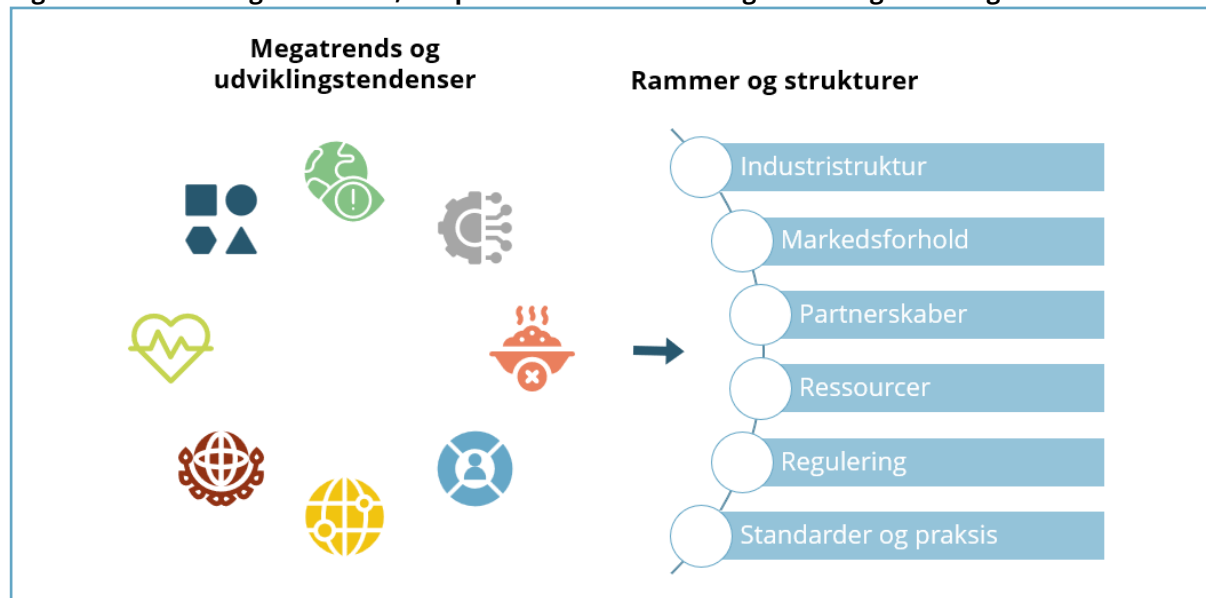 Megatrends og
udviklingstendenser
Rammer og strukturer
Industristruktur
Markedsforhold
Partnerskaber
Ressourcer
Regulering
Standarder og praksis